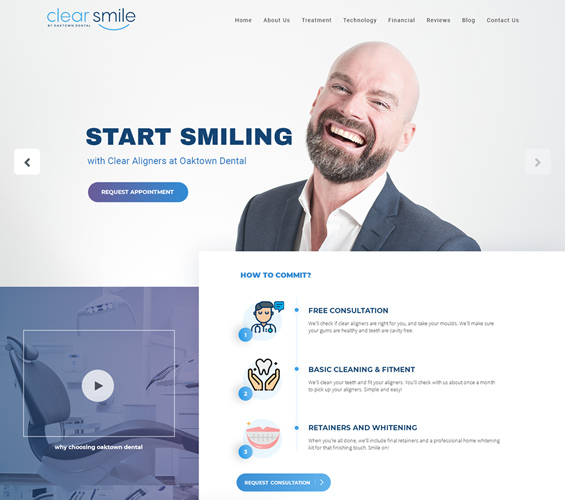 clear smile
BY OAKTOWN DENTAL
Home About Us Treatment Technology Financial Reviews Blog Contact Us
START SMILING
with Clear Aligners at Oaktown Dental
REQUEST APPOINTMENT
HOW TO COMMIT?
1
FREE CONSULTATION
We'll check if clear aligners are right for you, and take your moulds. We'll make sure
your gums are healthy and teeth are cavity free.
2
BASIC CLEANING & FITMENT
We'll clean your teeth and fit your aligners. You'll check with us about once a month
to pick up your aligners. Simple and easy!
3
RETAINERS AND WHITENING
When you're all done, we'll include final retainers and a professional home whitening
kit for that finishing touch. Smile on!
REQUEST CONSULTATION
why choosing oaktown dental